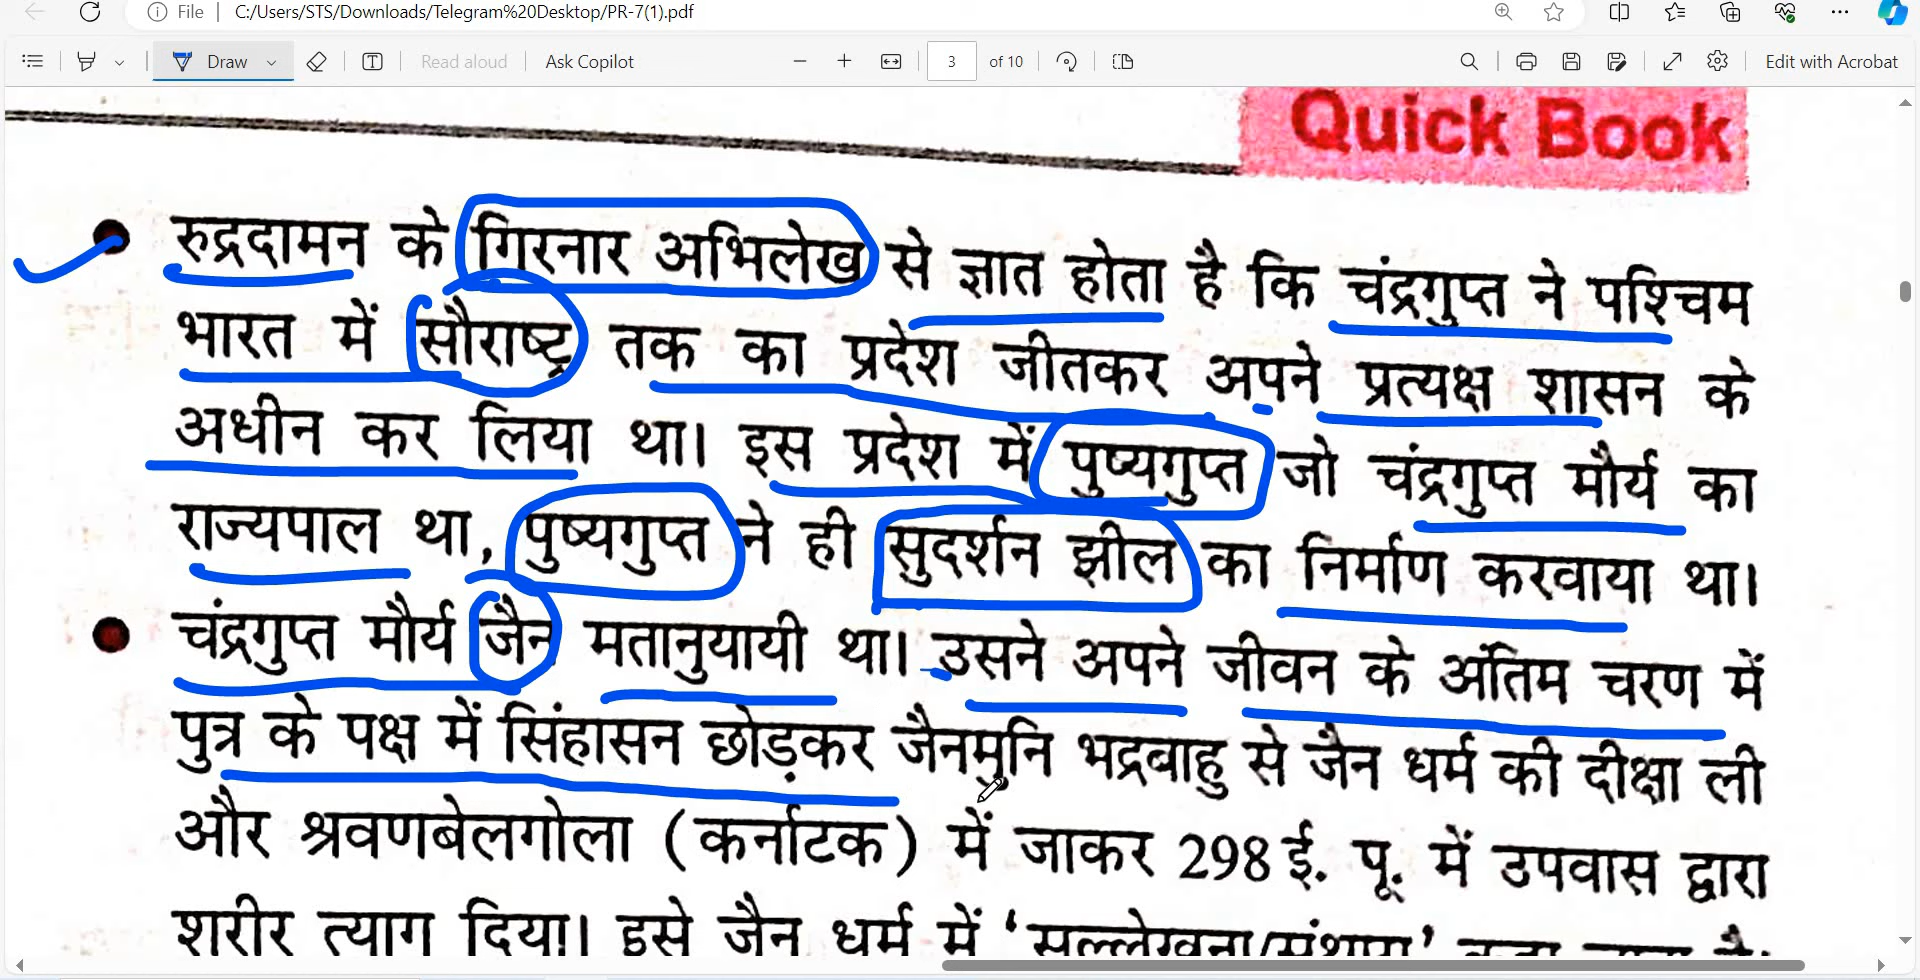 File | C:/Users/STS/Downloads/Telegram%20Desktop/PR-7(1).pdf
Draw | Read aloud | Ask Copilot 3 of 10 Edit with Acrobat
Quick Book
रुद्रदामन के गिरनार अभिलेख से ज्ञात होता है कि चंद्रगुप्त ने पश्चिम
भारत में सौराष्ट्र तक का प्रदेश जीतकर अपने प्रत्यक्ष शासन के
अधीन कर लिया था। इस प्रदेश में पुष्यगुप्त जो चंद्रगुप्त मौर्य का
राज्यपाल था, पुष्यगुप्त ने ही सुदर्शन झील का निर्माण करवाया था।
चंद्रगुप्त मौर्य जैन मतानुयायी था। उसने अपने जीवन के अंतिम चरण में
पुत्र के पक्ष में सिंहासन छोड़कर जैनमुनि भद्रबाहु से जैन धर्म की दीक्षा ली
और श्रवणबेलगोला (कर्नाटक) में जाकर 298 ई. पू. में उपवास द्वारा
शरीर त्याग दिया। इसे जैन धर्म में 'सल्लेखना/संथारा'